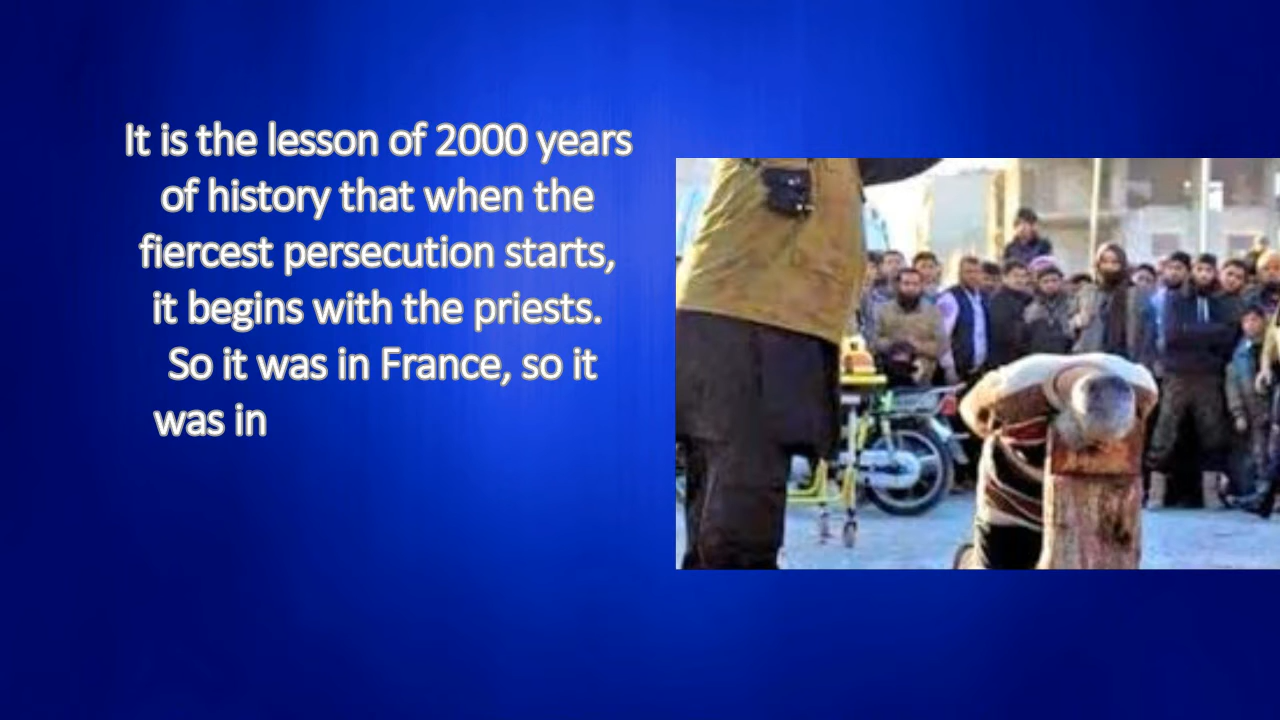 It is the lesson of 2000 years
of history that when the
fiercest persecution starts,
it begins with the priests.
So it was in France, so it
was in